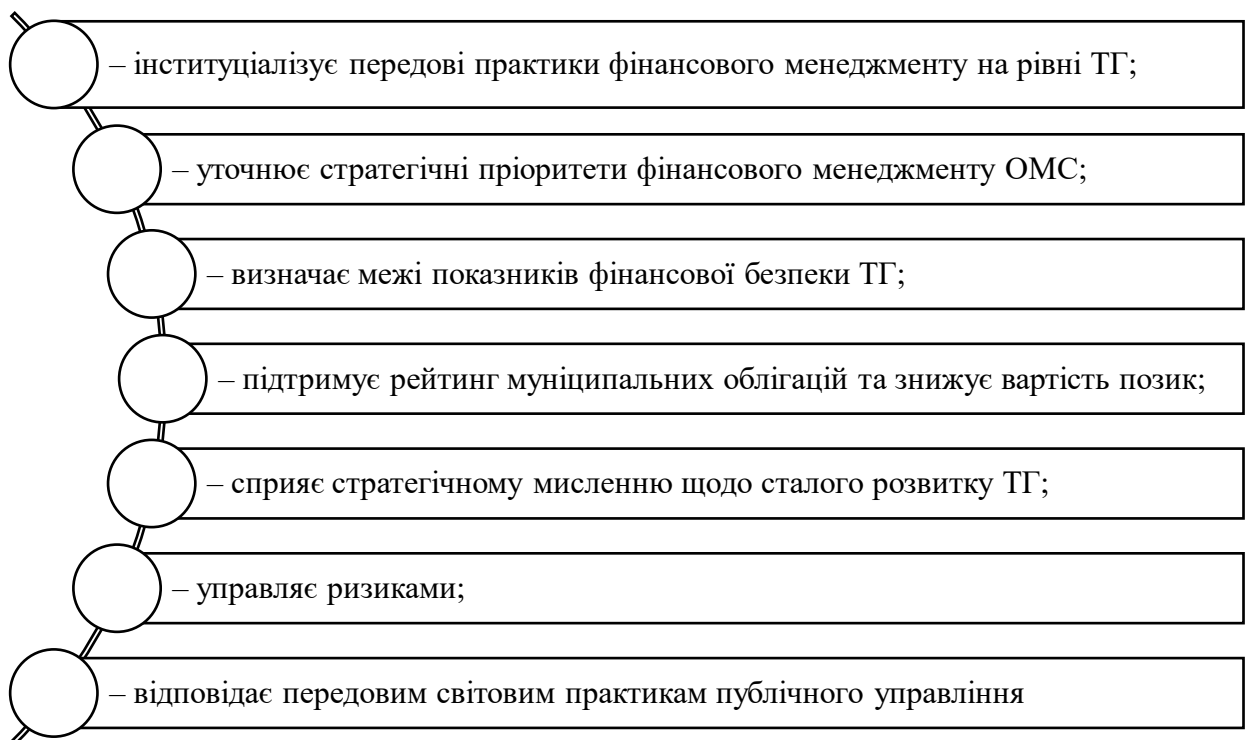 – інституціалізує передові практики фінансового менеджменту на рівні ТГ;
– уточнює стратегічні пріоритети фінансового менеджменту ОМС;
– визначає межі показників фінансової безпеки ТГ;
– підтримує рейтинг муніципальних облігацій та знижує вартість позик;
– сприяє стратегічному мисленню щодо сталого розвитку ТГ;
– управляє ризиками;
– відповідає передовим світовим практикам публічного управління